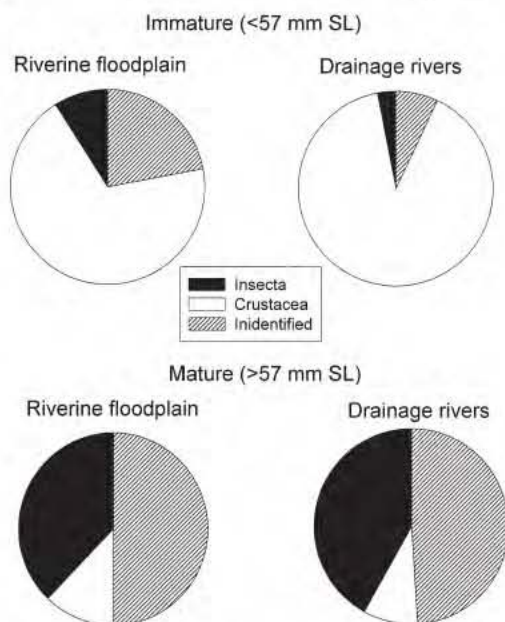 Immature (<57 mm SL)
Riverine floodplain
Drainage rivers
Insecta
Crustacea
Inidentified
Mature (>57 mm SL)
Riverine floodplain
Drainage rivers